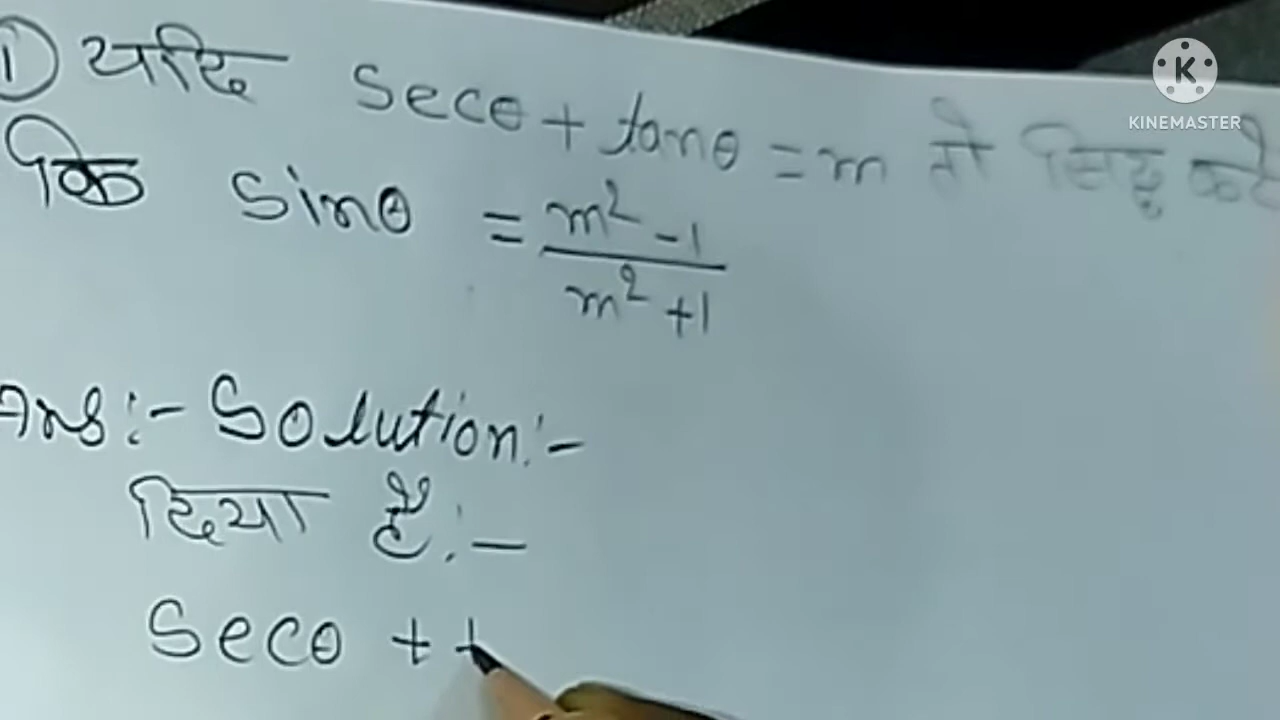 ① यदि secθ + tanθ = m तो सिद्ध करें
कि sinθ = m² - 1 / m² + 1
Ans:- Solution:-
दिया है:-
Secθ + t
K
KINEMASTER